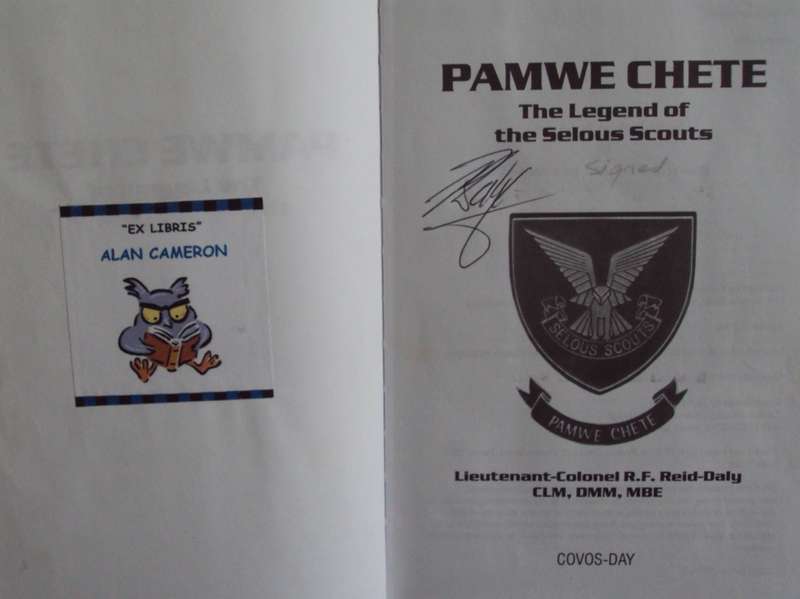 "EX LIBRIS"
ALAN CAMERON
PAMWE CHETE
The Legend of
the Selous Scouts
signed
SELOUS SCOUTS
PAMWE CHETE
Lieutenant-Colonel R.F. Reid-Daly
CLM, DMM, MBE
COVOS-DAY